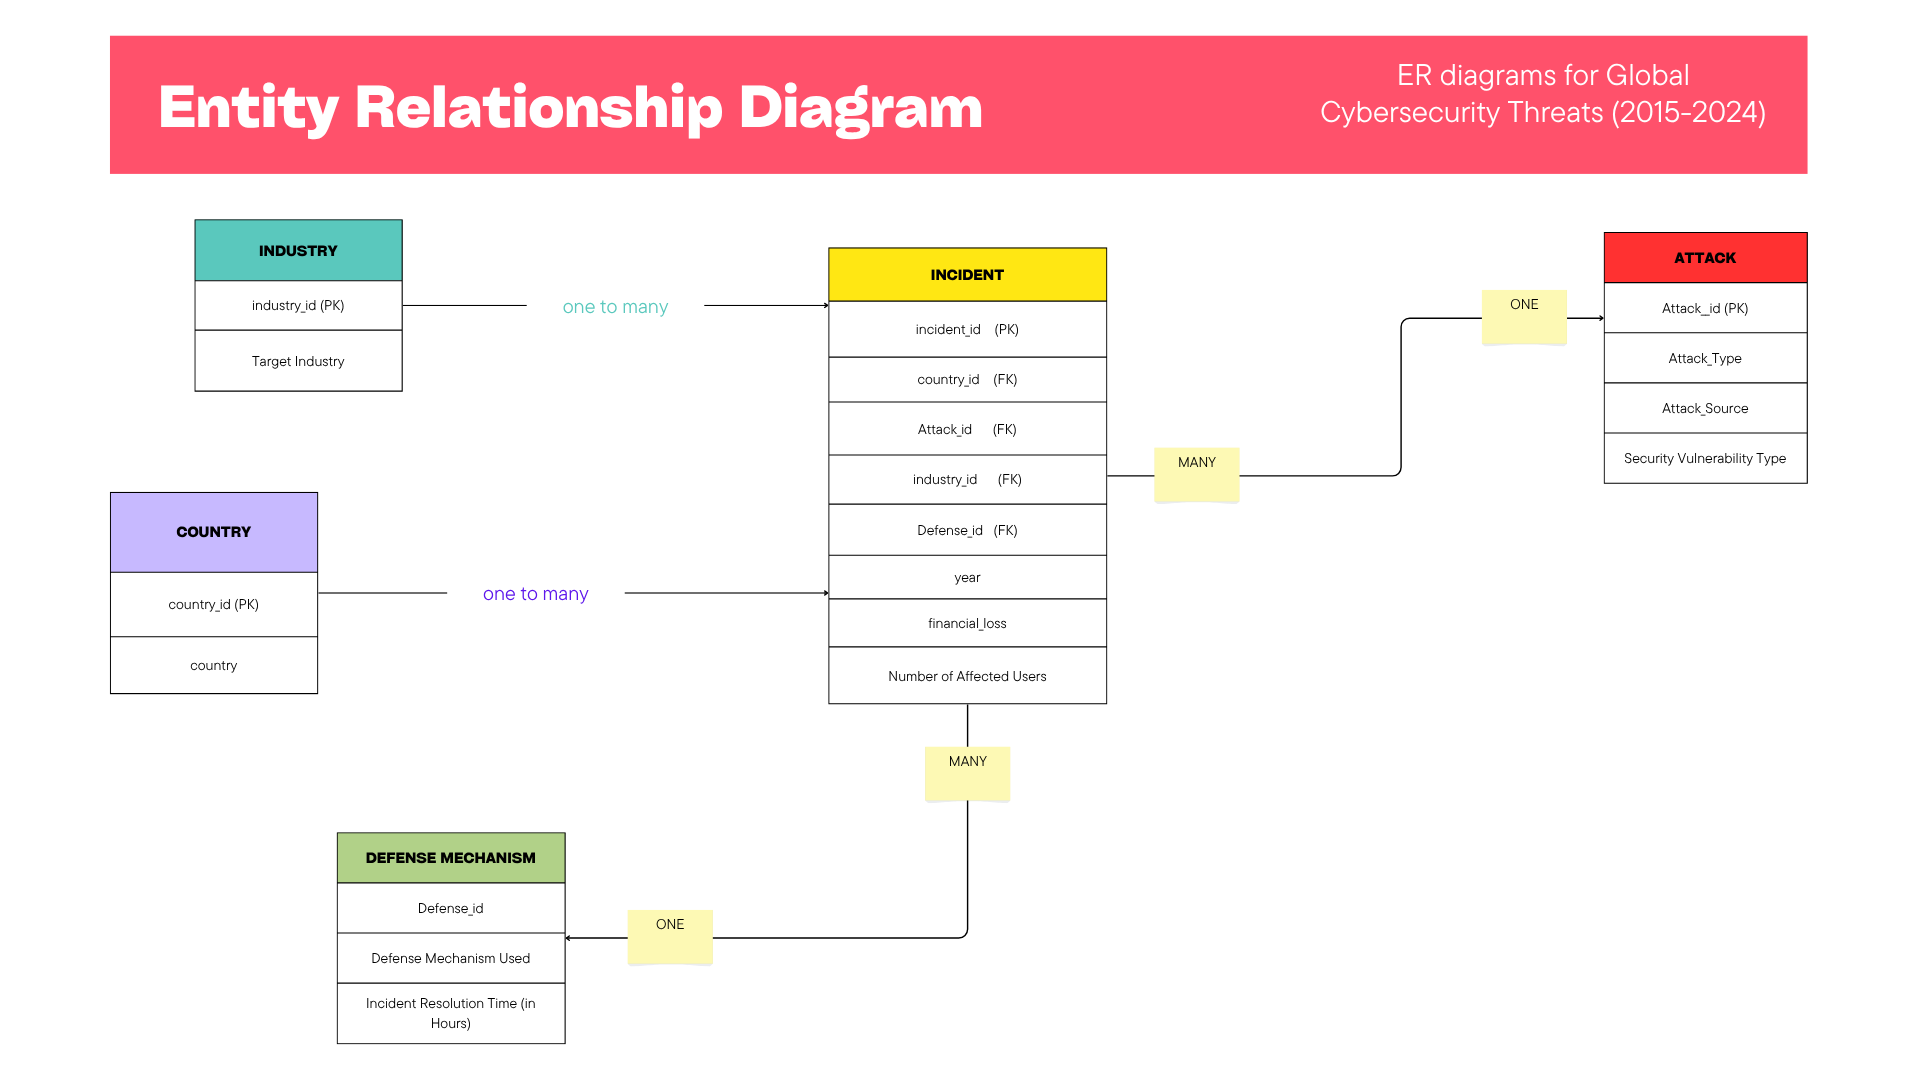 Entity Relationship Diagram
ER diagrams for Global
Cybersecurity Threats (2015-2024)
INDUSTRY
industry_id (PK)
Target Industry
one to many
INCIDENT
incident_id (PK)
country_id (FK)
Attack_id (FK)
industry_id (FK)
Defense_id (FK)
year
financial_loss
Number of Affected Users
ATTACK
Attack_id (PK)
Attack_Type
Attack_Source
Security Vulnerability Type
ONE
MANY
COUNTRY
country_id (PK)
country
one to many
MANY
DEFENSE MECHANISM
Defense_id
Defense Mechanism Used
Incident Resolution Time (in
Hours)
ONE